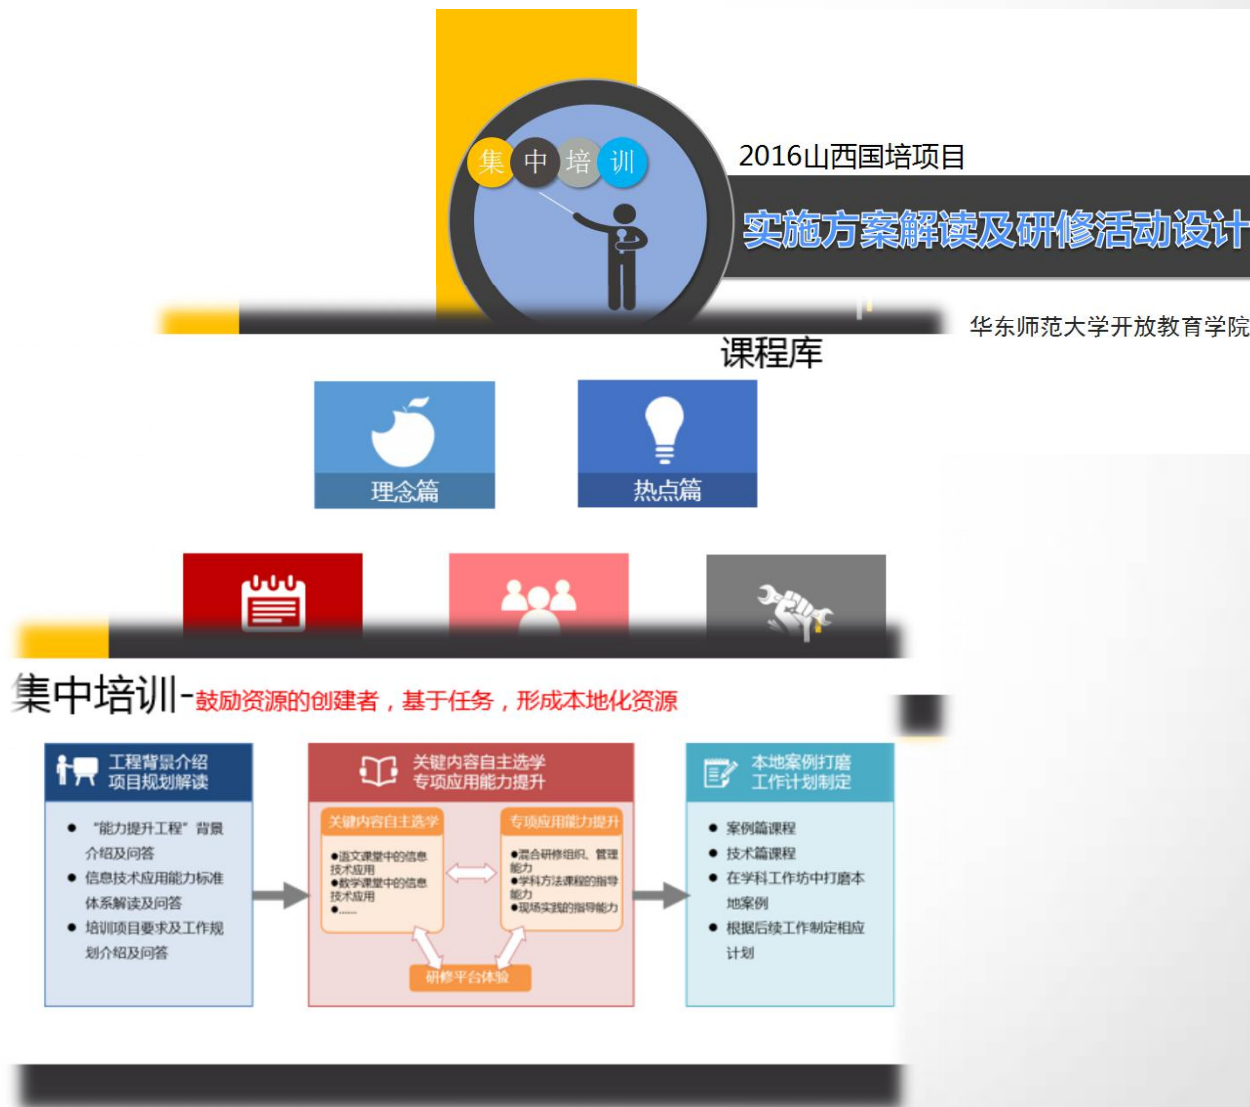 集中培训
2016山西国培项目
实施方案解读及研修活动设计
华东师范大学开放教育学院
课程库
理念篇
热点篇
集中培训-鼓励资源的创建者，基于任务，形成本地化资源
工程背景介绍
项目规划解读
● “能力提升工程”背景
介绍及问答
● 信息技术应用能力标准
体系解读及问答
● 培训项目要求及工作规
划介绍及问答
关键内容自主选学
专项应用能力提升
关键内容自主选学
●语文课堂中的信息
技术应用
●数学课堂中的信息
技术应用
●……
专项应用能力提升
●混合研修组织、管理
能力
●学科方法课程的指导
能力
●现场实践的指导能力
研修平台体验
本地案例打磨
工作计划制定
● 案例篇课程
● 技术篇课程
● 在学科工作坊中打磨本
地案例
● 根据后续工作制定相应
计划